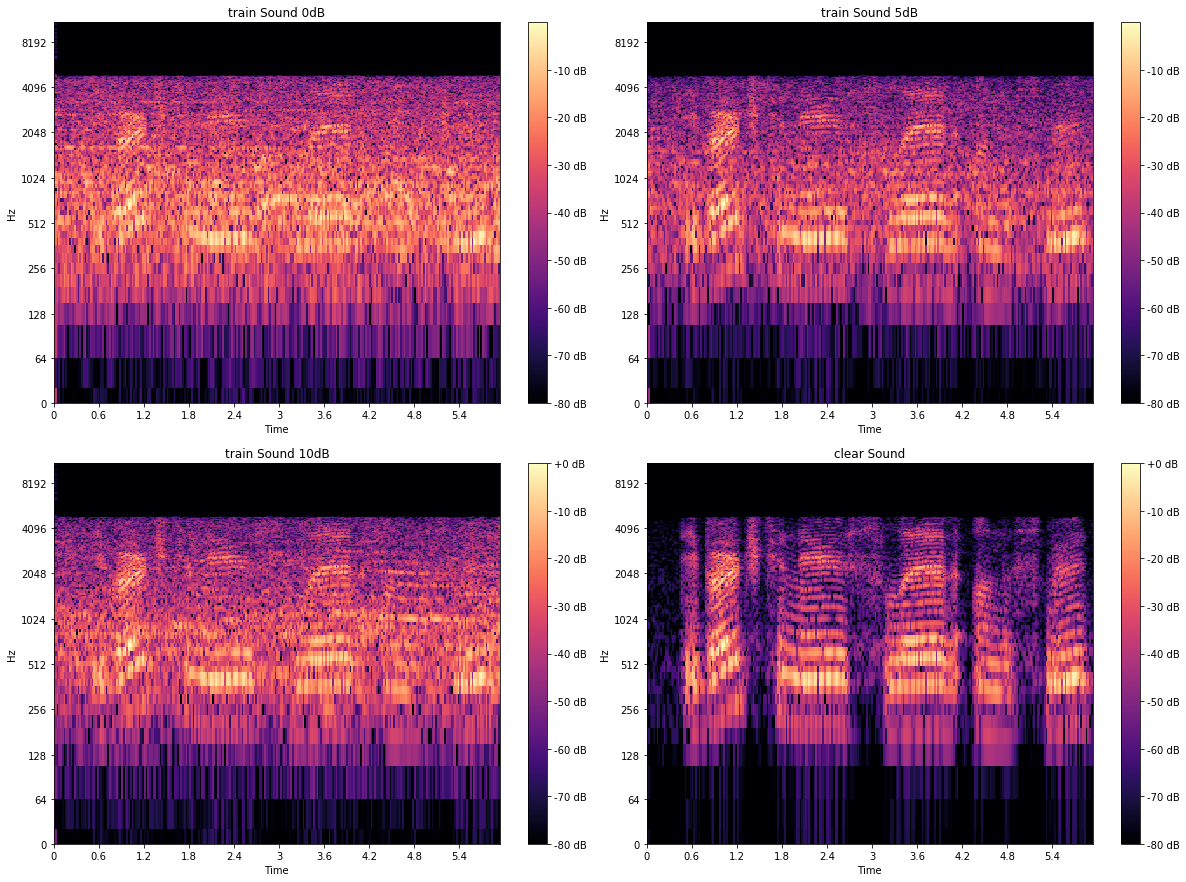 train Sound 0dB
8192
4096
2048
1024
512
256
128
64
0
Hz
0 0.6 1.2 1.8 2.4 3 3.6 4.2 4.8 5.4
Time
-10 dB
-20 dB
-30 dB
-40 dB
-50 dB
-60 dB
-70 dB
-80 dB
train Sound 5dB
8192
4096
2048
1024
512
256
128
64
0
Hz
0 0.6 1.2 1.8 2.4 3 3.6 4.2 4.8 5.4
Time
-10 dB
-20 dB
-30 dB
-40 dB
-50 dB
-60 dB
-70 dB
-80 dB
train Sound 10dB
8192
4096
2048
1024
512
256
128
64
0
Hz
0 0.6 1.2 1.8 2.4 3 3.6 4.2 4.8 5.4
Time
+0 dB
-10 dB
-20 dB
-30 dB
-40 dB
-50 dB
-60 dB
-70 dB
-80 dB
clear Sound
8192
4096
2048
1024
512
256
128
64
0
Hz
0 0.6 1.2 1.8 2.4 3 3.6 4.2 4.8 5.4
Time
+0 dB
-10 dB
-20 dB
-30 dB
-40 dB
-50 dB
-60 dB
-70 dB
-80 dB